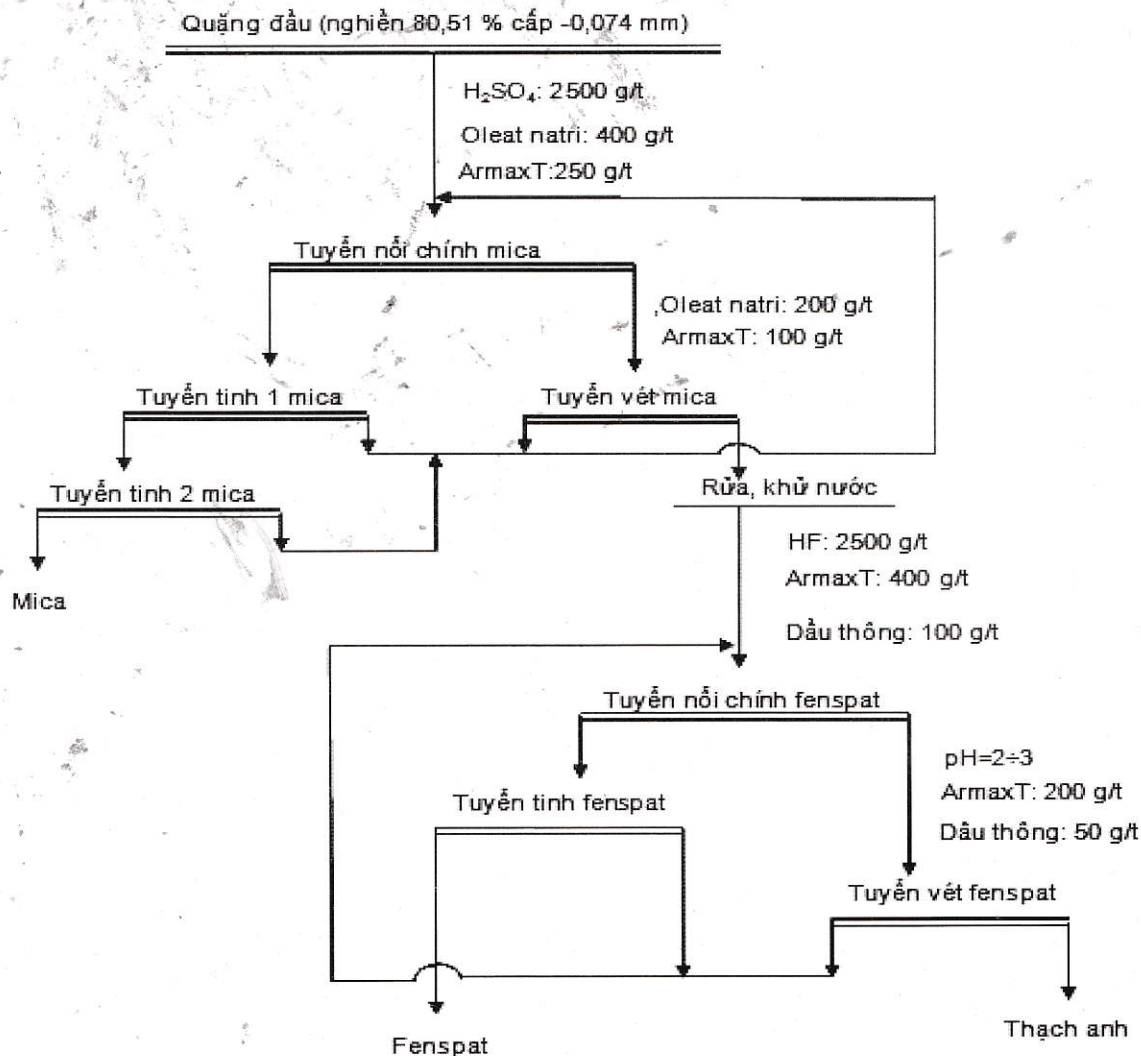 Quặng đầu (nghiền 80,51 % cấp -0,074 mm)
H₂SO₄: 2500 g/t
Oleat natri: 400 g/t
ArmaxT:250 g/t
Tuyển nổi chính mica
,Oleat natri: 200 g/t
ArmaxT: 100 g/t
Tuyển tinh 1 mica
Tuyển vét mica
Tuyển tinh 2 mica
Rửa, khử nước
HF: 2500 g/t
ArmaxT: 400 g/t
Mica
Dầu thông: 100 g/t
Tuyển nổi chính fenspat
pH=2÷3
Tuyển tinh fenspat
ArmaxT: 200 g/t
Dầu thông: 50 g/t
Tuyển vét fenspat
Thạch anh
Fenspat